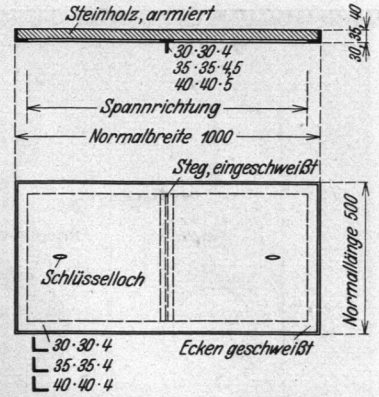 Steinholz, armiert
30, 35, 40
30·30·4
35·35·4,5
40·40·5
Spannrichtung
Normalbreite 1000
Steg, eingeschweißt
Schlüsselloch
Normallänge 500
30·30·4
35·35·4
40·40·4
Ecken geschweißt